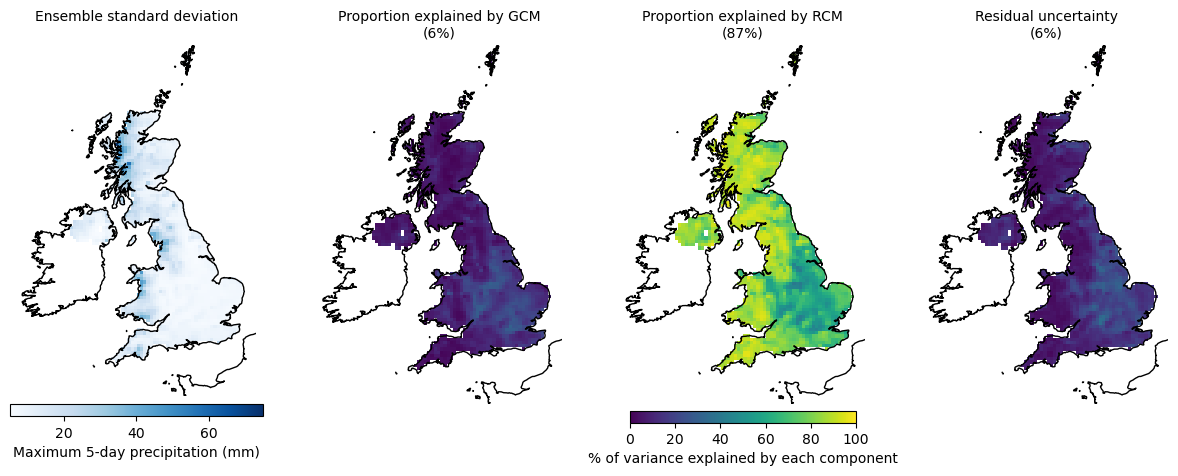 Ensemble standard deviation
Proportion explained by GCM
(6%)
Proportion explained by RCM
(87%)
Residual uncertainty
(6%)
20 40 60
Maximum 5-day precipitation (mm)
0 20 40 60 80 100
% of variance explained by each component